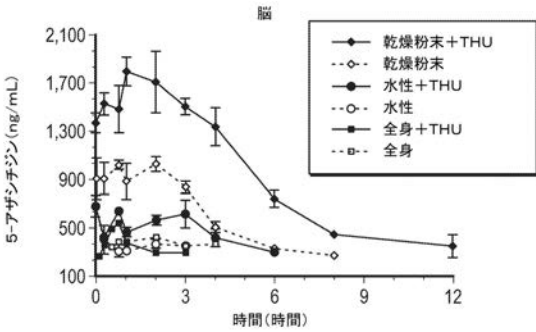 脳
2,100
1,700
1,300
900
500
100
5-アザシチジン(ng/mL)
0
3
6
9
12
時間(時間)
乾燥粉末+THU
乾燥粉末
水性+THU
水性
全身+THU
全身